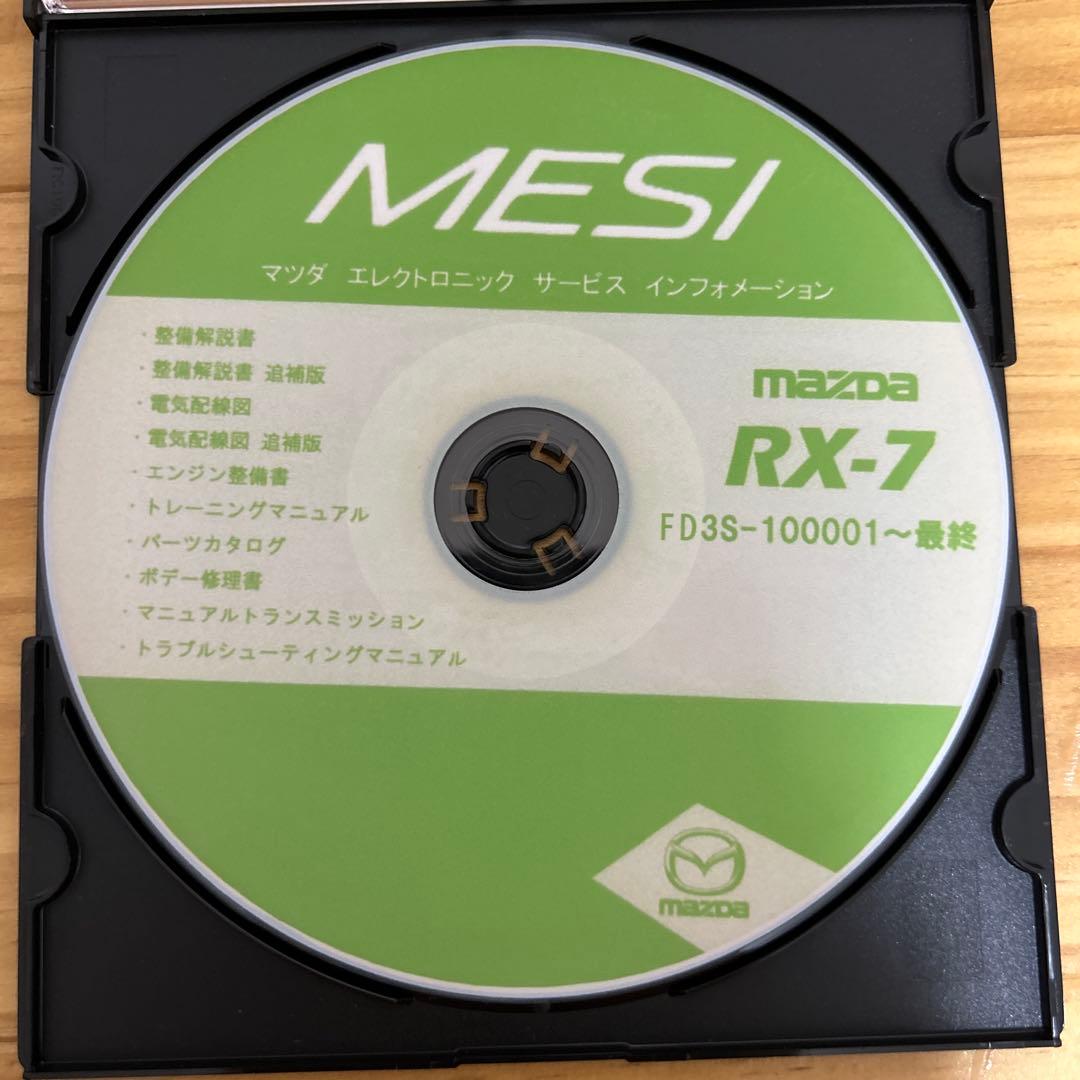 MESI
マツダ エレクトロニック サービス インフォメーション
・整備解説書
・整備解説書 追補版
・電気配線図
・電気配線図 追補版
・エンジン整備書
・トレーニングマニュアル
・パーツカタログ
・ボデー修理書
・マニュアルトランスミッション
・トラブルシューティングマニュアル
mazda
RX-7
FD3S-100001～最終
mazda